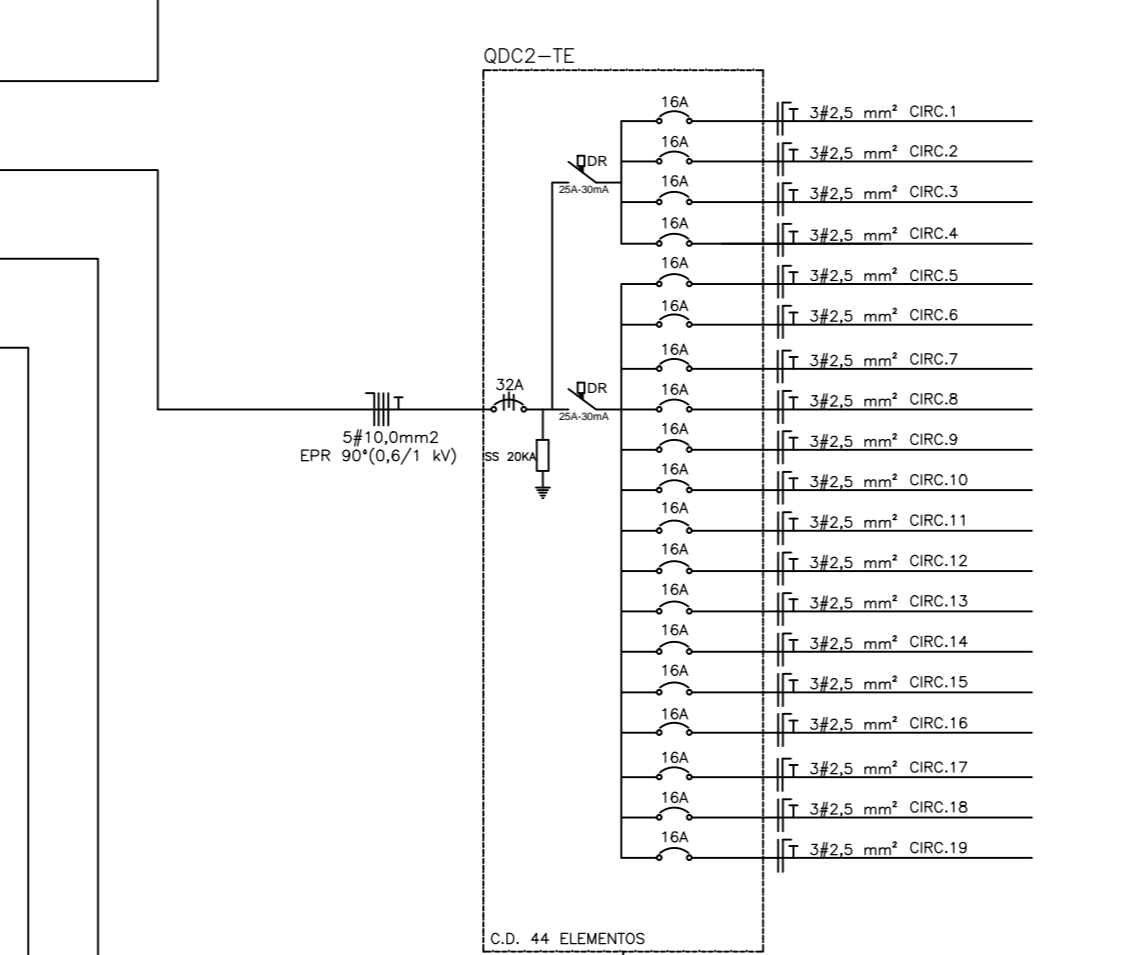 QDC2-TE
16A
T 3#2,5 mm² CIRC.1
16A
T 3#2,5 mm² CIRC.2
DR
25A-30mA
16A
T 3#2,5 mm² CIRC.3
16A
T 3#2,5 mm² CIRC.4
16A
T 3#2,5 mm² CIRC.5
16A
T 3#2,5 mm² CIRC.6
16A
T 3#2,5 mm² CIRC.7
T
5#10,0mm2
EPR 90°(0,6/1 kV)
32A
SS 20KA
DR
25A-30mA
16A
T 3#2,5 mm² CIRC.8
16A
T 3#2,5 mm² CIRC.9
16A
T 3#2,5 mm² CIRC.10
16A
T 3#2,5 mm² CIRC.11
16A
T 3#2,5 mm² CIRC.12
16A
T 3#2,5 mm² CIRC.13
16A
T 3#2,5 mm² CIRC.14
16A
T 3#2,5 mm² CIRC.15
16A
T 3#2,5 mm² CIRC.16
16A
T 3#2,5 mm² CIRC.17
16A
T 3#2,5 mm² CIRC.18
16A
T 3#2,5 mm² CIRC.19
C.D. 44 ELEMENTOS